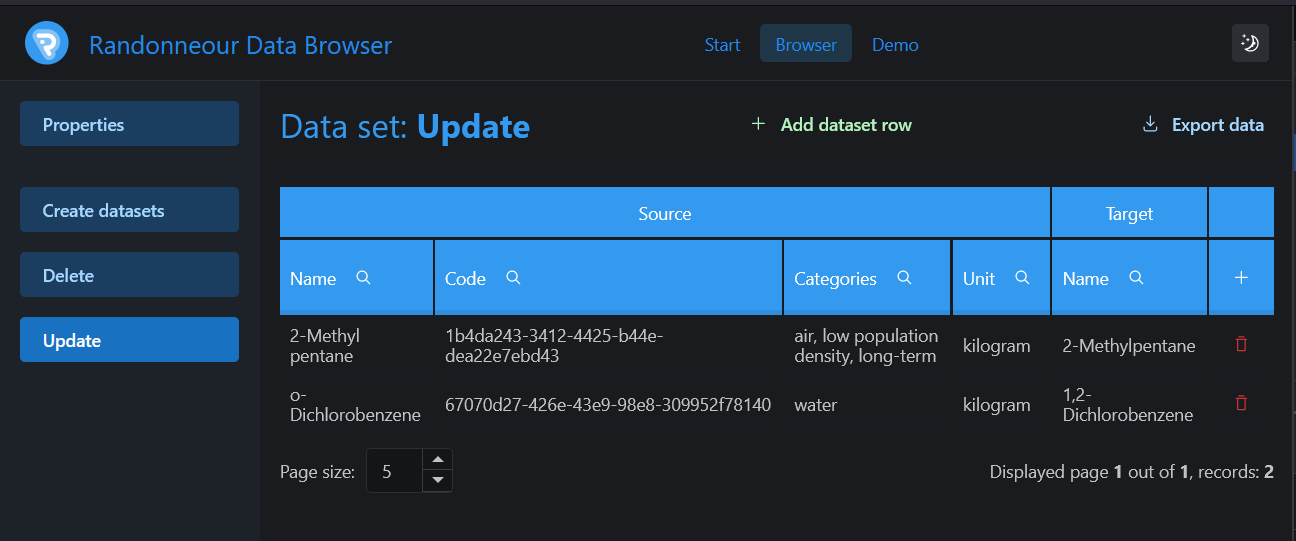 Randonneour Data Browser
Start
Browser
Demo
Properties
Create datasets
Delete
Update
Data set: Update
Add dataset row
Export data
Source
Target
Name
Code
Categories
Unit
Name
2-Methyl
pentane
1b4da243-3412-4425-b44e-
dea22e7ebd43
air, low population
density, long-term
kilogram
2-Methylpentane
o-
Dichlorobenzene
67070d27-426e-43e9-98e8-309952f78140
water
kilogram
1,2-
Dichlorobenzene
Page size:
5
Displayed page 1 out of 1, records: 2